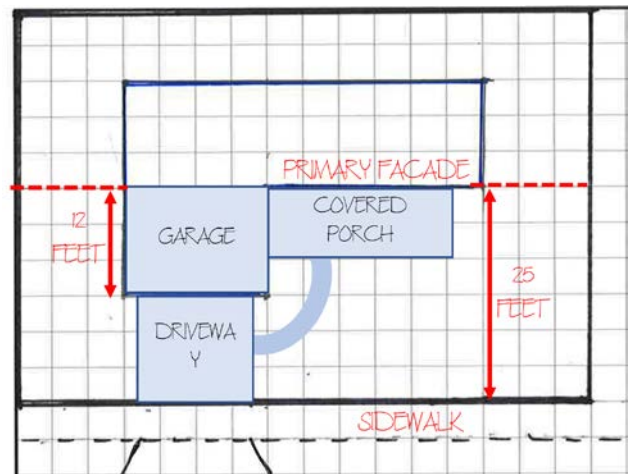 PRIMARY FACADE
12
FEET
GARAGE
COVERED
PORCH
25
FEET
DRIVEWA
Y
SIDEWALK